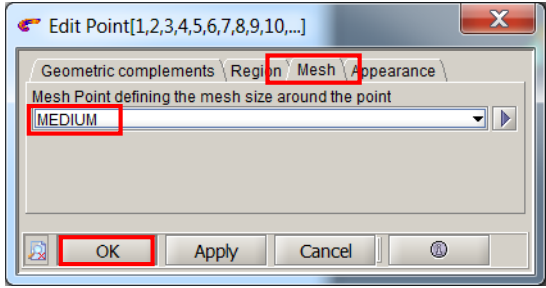 Edit Point[1,2,3,4,5,6,7,8,9,10,...]
X
Geometric complements Region Mesh Appearance
Mesh Point defining the mesh size around the point
MEDIUM
OK Apply Cancel